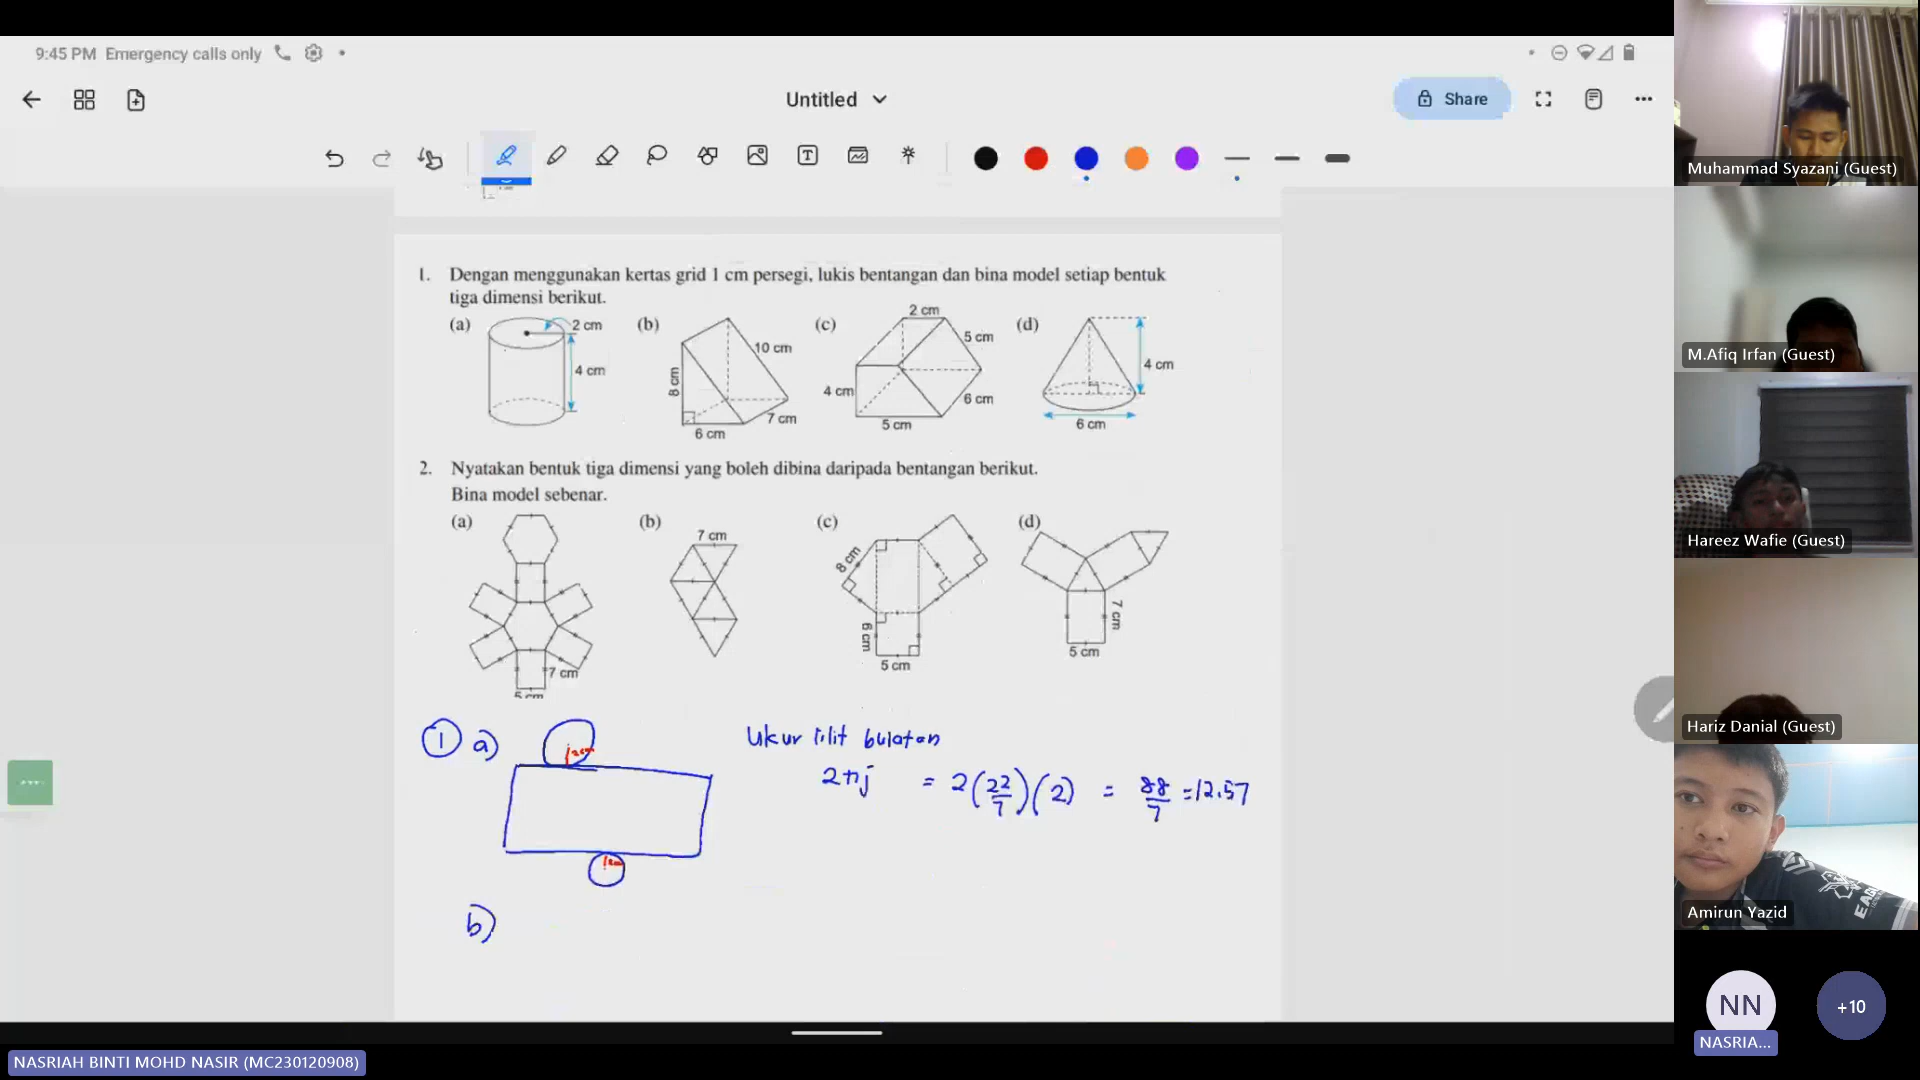 9:45 PM Emergency calls only
Untitled
Share
1. Dengan menggunakan kertas grid 1 cm persegi, lukis bentangan dan bina model setiap bentuk
tiga dimensi berikut.
(a) 2 cm
4 cm
(b) 10 cm
8 cm
7 cm
6 cm
(c) 2 cm
5 cm
4 cm
6 cm
5 cm
(d)
4 cm
6 cm
2. Nyatakan bentuk tiga dimensi yang boleh dibina daripada bentangan berikut.
Bina model sebenar.
(a)
7 cm
5 cm
(b)
7 cm
(c)
8 cm
6 cm
5 cm
(d)
7 cm
5 cm
1 a)
Ukur lilit bulatan
2πj = 2(22/7)(2) = 88/7 = 12.57
b)
Muhammad Syazani (Guest)
M.Afiq Irfan (Guest)
Hareez Wafie (Guest)
Hariz Danial (Guest)
Amirun Yazid
EAG
NN
+10
NASRIA...
NASRIAH BINTI MOHD NASIR (MC230120908)